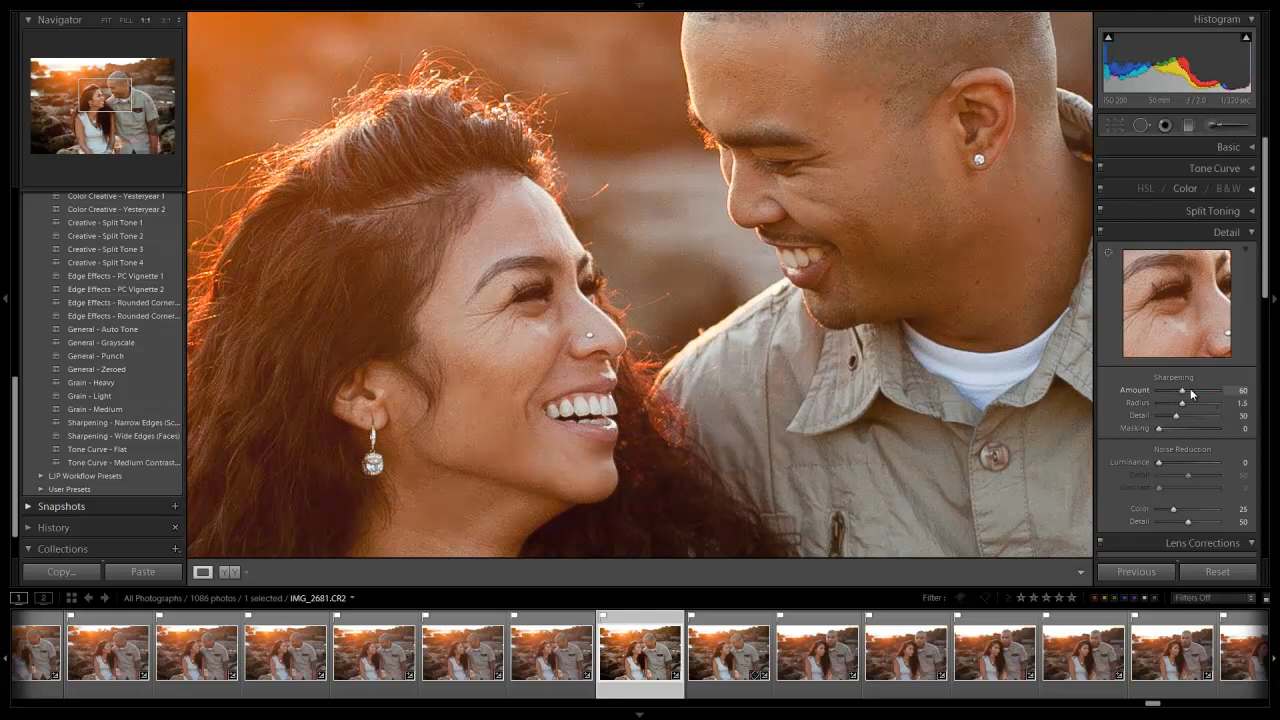 Navigator FIT FILL 1:1 3:1
Color Creative - Yesteryear 1
Color Creative - Yesteryear 2
Creative - Split Tone 1
Creative - Split Tone 2
Creative - Split Tone 3
Creative - Split Tone 4
Edge Effects - PC Vignette 1
Edge Effects - PC Vignette 2
Edge Effects - Rounded Corner...
Edge Effects - Rounded Corner...
General - Auto Tone
General - Grayscale
General - Punch
General - Zeroed
Grain - Heavy
Grain - Light
Grain - Medium
Sharpening - Narrow Edges (Sc...
Sharpening - Wide Edges (Faces)
Tone Curve - Flat
Tone Curve - Medium Contrast...
LJP Workflow Presets
User Presets
Snapshots
History
Collections
Copy... Paste
Histogram
ISO 200 50 mm ƒ / 2.0 1/320 sec
Basic
Tone Curve
HSL / Color / B & W
Split Toning
Detail
Sharpening
Amount 60
Radius 1.5
Detail 30
Masking 0
Noise Reduction
Luminance 0
Detail 50
Contrast 0
Color 25
Detail 50
Lens Corrections
Previous Reset
1 2 All Photographs / 1086 photos / 1 selected / IMG_2681.CR2 Filter : Filters Off